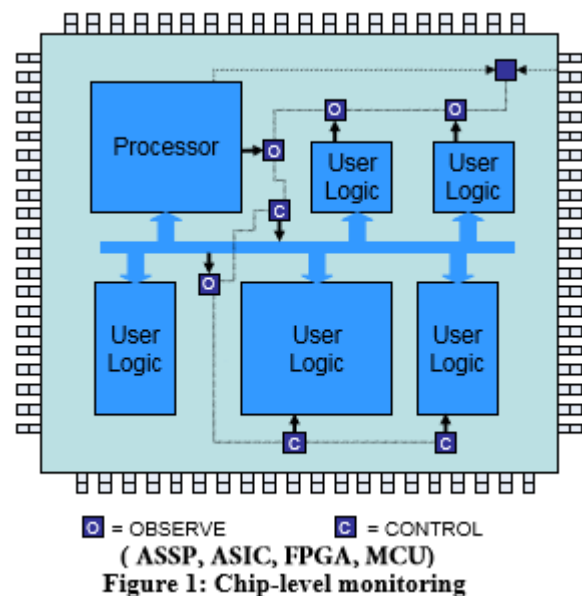 O
O
Processor
O
User
Logic
User
Logic
C
O
User
Logic
User
Logic
User
Logic
C
C
O = OBSERVE
C = CONTROL
( ASSP, ASIC, FPGA, MCU)
Figure 1: Chip-level monitoring